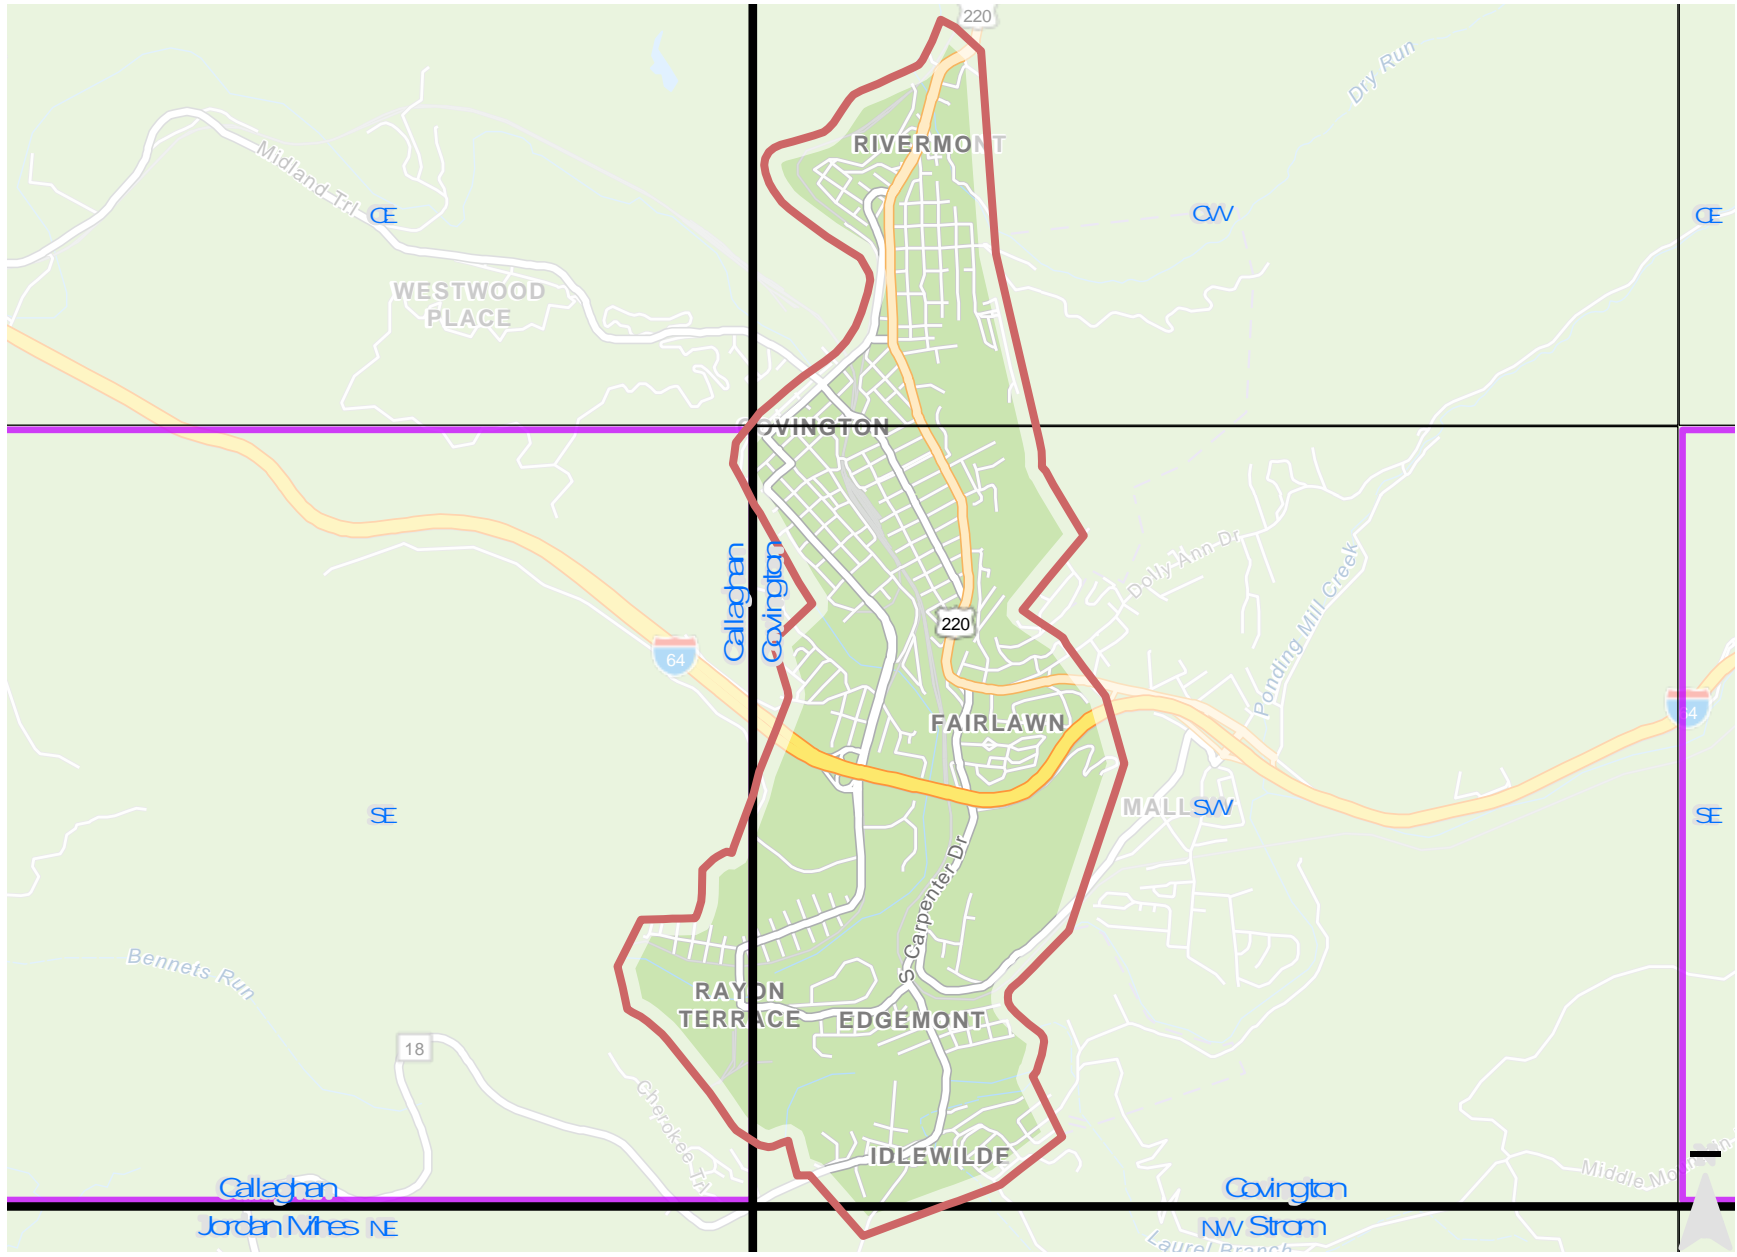 220
Dry Run
RIVERMONT
Midland Trl
CE
CW
CE
WESTWOOD
PLACE
COVINGTON
Callaghan
Covington
Dolly Ann Dr
Ponding Mill Creek
220
64
64
FAIRLAWN
MALLOW
SE
SW
SE
S Carpenter Dr
Bennets Run
RAYON
TERRACE
EDGEMONT
18
Cherokee Trl
IDLEWILDE
Middle Mountain
Callaghan
Covington
Jordan Mines NE
NW Strom
Laurel Branch